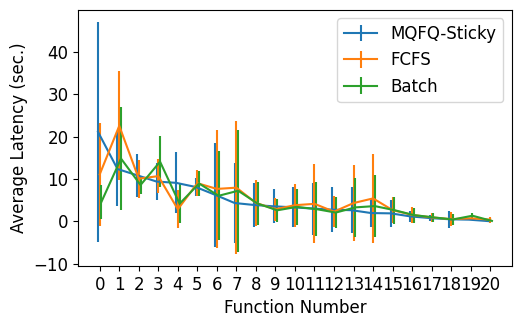 MQFQ-Sticky
FCFS
Batch
Average Latency (sec.)
40
30
20
10
0
−10
0 1 2 3 4 5 6 7 8 9 10 11 12 13 14 15 16 17 18 19 20
Function Number